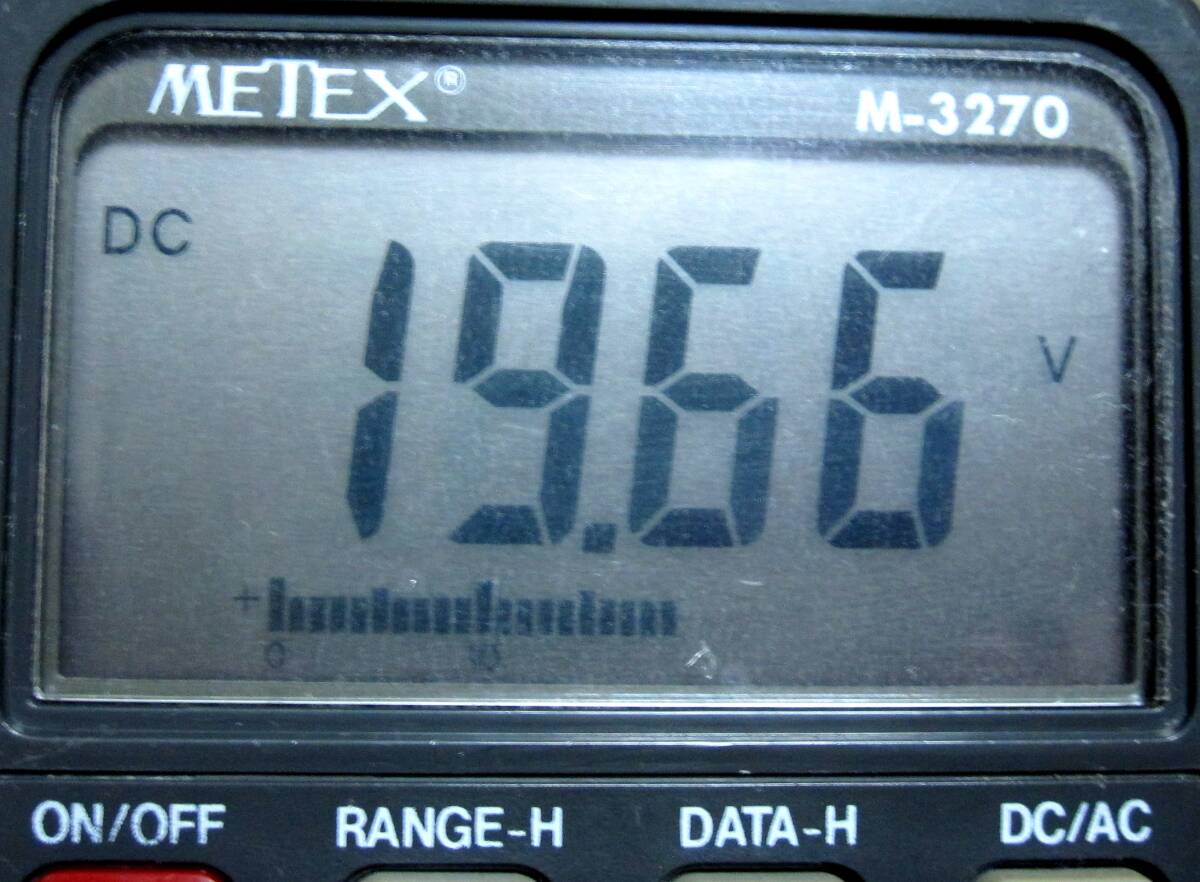 METEX®
M-3270
DC
19.66
V
+
0
ON/OFF RANGE-H DATA-H DC/AC